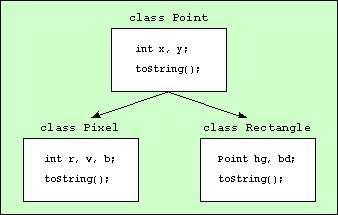 class Point
int x, y;
toString();
class Pixel
int r, v, b;
toString();
class Rectangle
Point hg, bd;
toString();